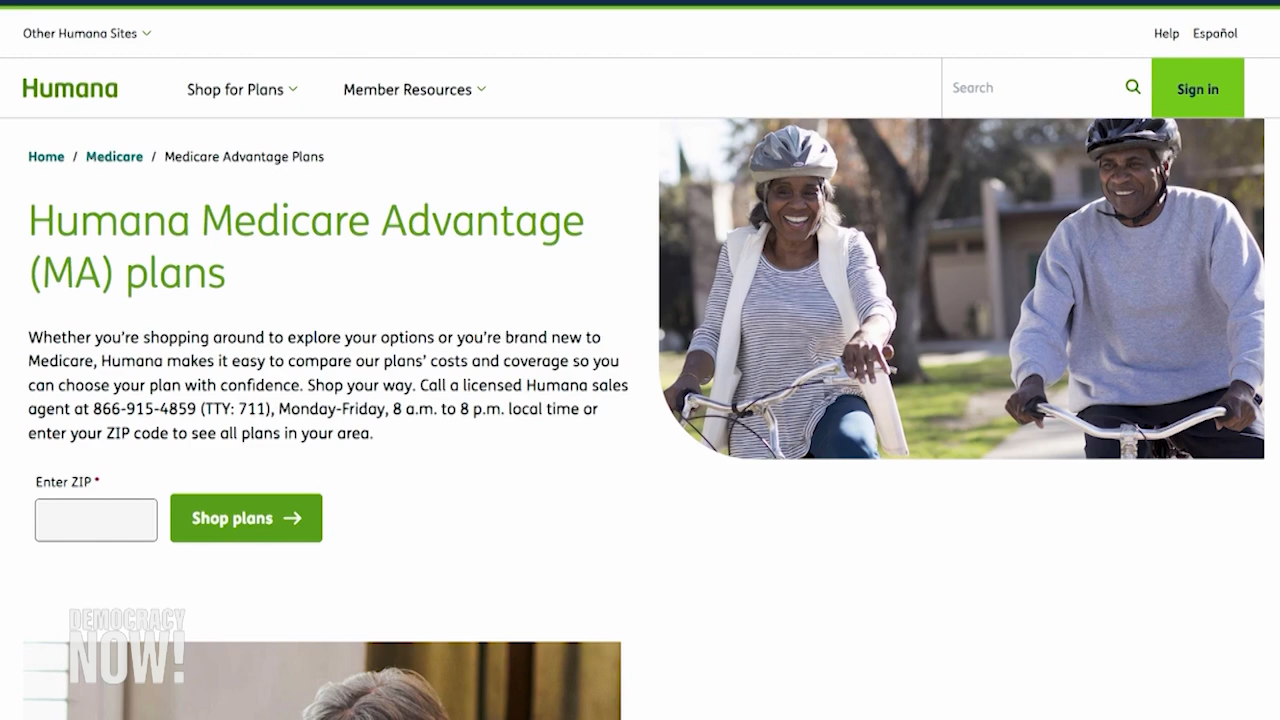 Other Humana Sites
Help Español
Humana
Shop for Plans
Member Resources
Search
Sign in
Home / Medicare / Medicare Advantage Plans
Humana Medicare Advantage
(MA) plans
Whether you’re shopping around to explore your options or you’re brand new to
Medicare, Humana makes it easy to compare our plans’ costs and coverage so you
can choose your plan with confidence. Shop your way. Call a licensed Humana sales
agent at 866-915-4859 (TTY: 711), Monday-Friday, 8 a.m. to 8 p.m. local time or
enter your ZIP code to see all plans in your area.
Enter ZIP *
Shop plans
DEMOCRACY
NOW!